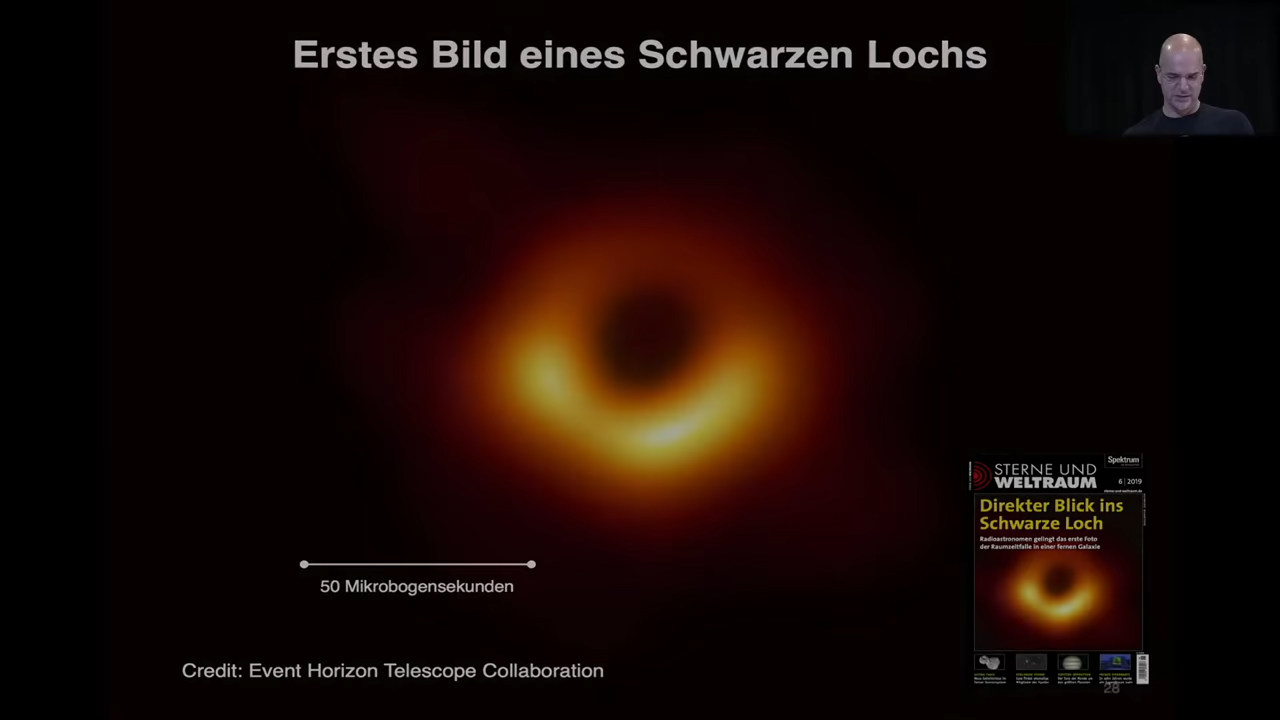 Erstes Bild eines Schwarzen Lochs
50 Mikrobogensekunden
Credit: Event Horizon Telescope Collaboration
Spektrum
STERNE UND
WELTRAUM
6 | 2019
Direkter Blick ins
Schwarze Loch
Radioastronomen gelingt das erste Foto
der Raumzeitfalle in einer fernen Galaxie
28